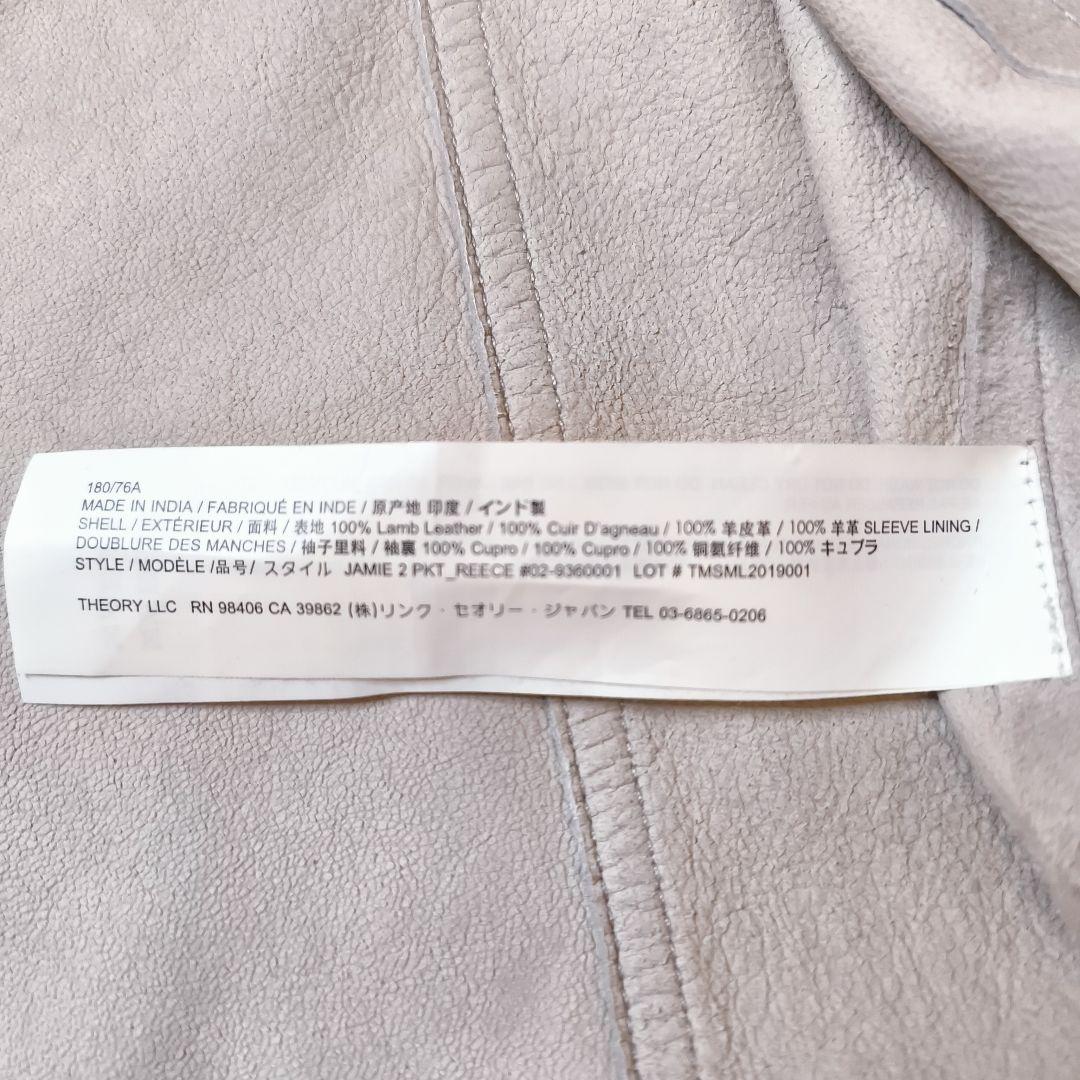 180/76A
MADE IN INDIA / FABRIQUÉ EN INDE / 原产地 印度 / インド製
SHELL / EXTÉRIEUR / 面料 / 表地 100% Lamb Leather / 100% Cuir D'agneau / 100% 羊皮革 / 100% 羊革 SLEEVE LINING /
DOUBLURE DES MANCHES / 袖子里料 / 袖裏 100% Cupro / 100% Cupro / 100% 铜氨纤维 / 100% キュプラ
STYLE / MODÈLE /品号/ スタイル JAMIE 2 PKT_REECE #02-9360001 LOT # TMSML2019001
THEORY LLC RN 98406 CA 39862 (株)リンク・セオリー・ジャパン TEL 03-6865-0206